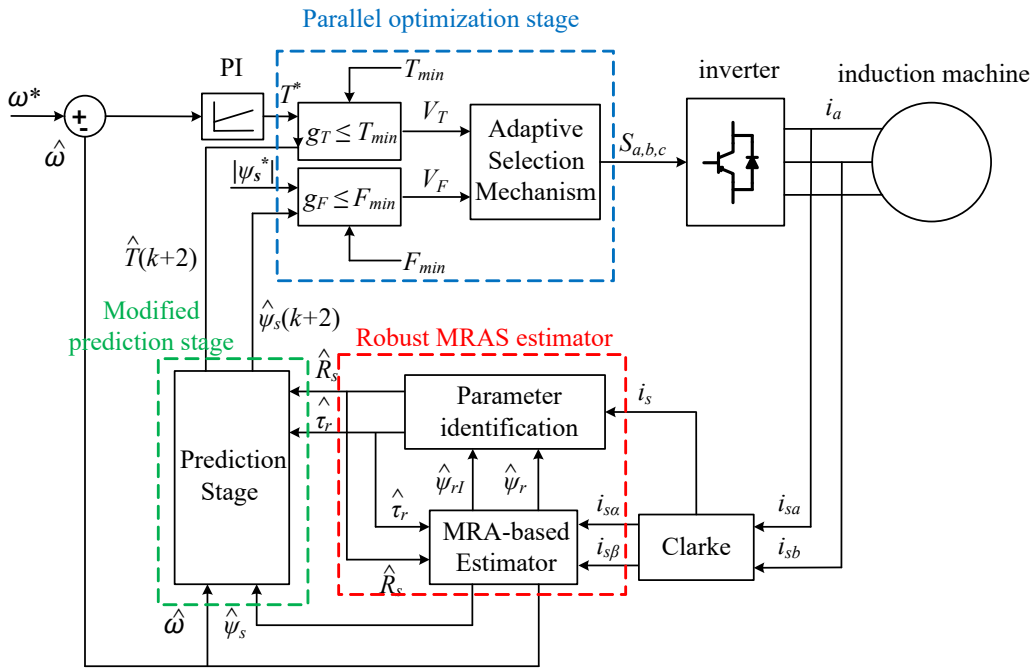 Parallel optimization stage
PI
T_min
inverter
induction machine
ω*
+
-
ω̂
T*
g_T ≤ T_min
V_T
Adaptive
Selection
Mechanism
S_a,b,c
i_a
|ψ_s*|
g_F ≤ F_min
V_F
T̂(k+2)
F_min
Modified
prediction stage
ψ̂_s(k+2)
Robust MRAS estimator
R̂_s
τ̂_r
Parameter
identification
i_s
Prediction
Stage
ψ̂_rI
ψ̂_r
τ̂_r
MRA-based
Estimator
i_sα
i_sβ
Clarke
i_sa
i_sb
R̂_s
ω̂
ψ̂_s